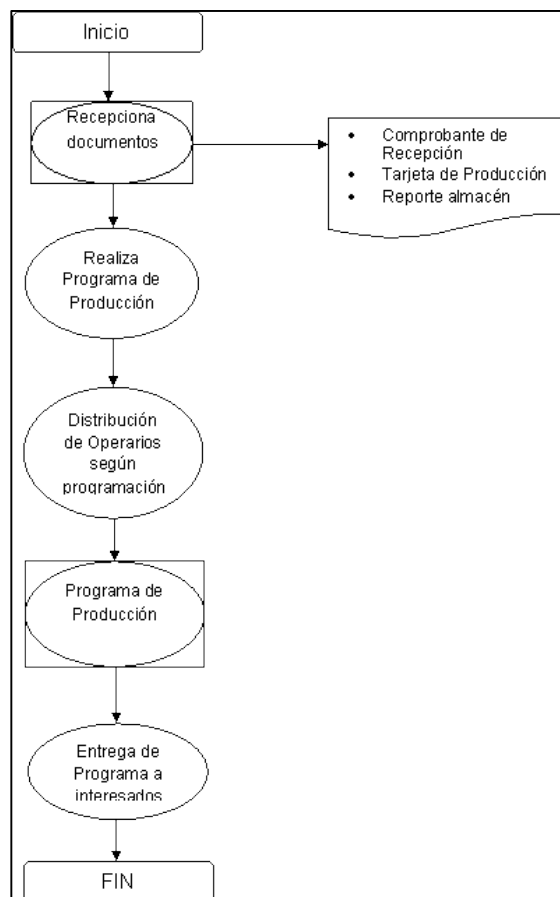 Inicio
Recepciona
documentos
• Comprobante de
Recepción
• Tarjeta de Producción
• Reporte almacén
Realiza
Programa de
Producción
Distribución
de Operarios
según
programación
Programa de
Producción
Entrega de
Programa a
interesados
FIN